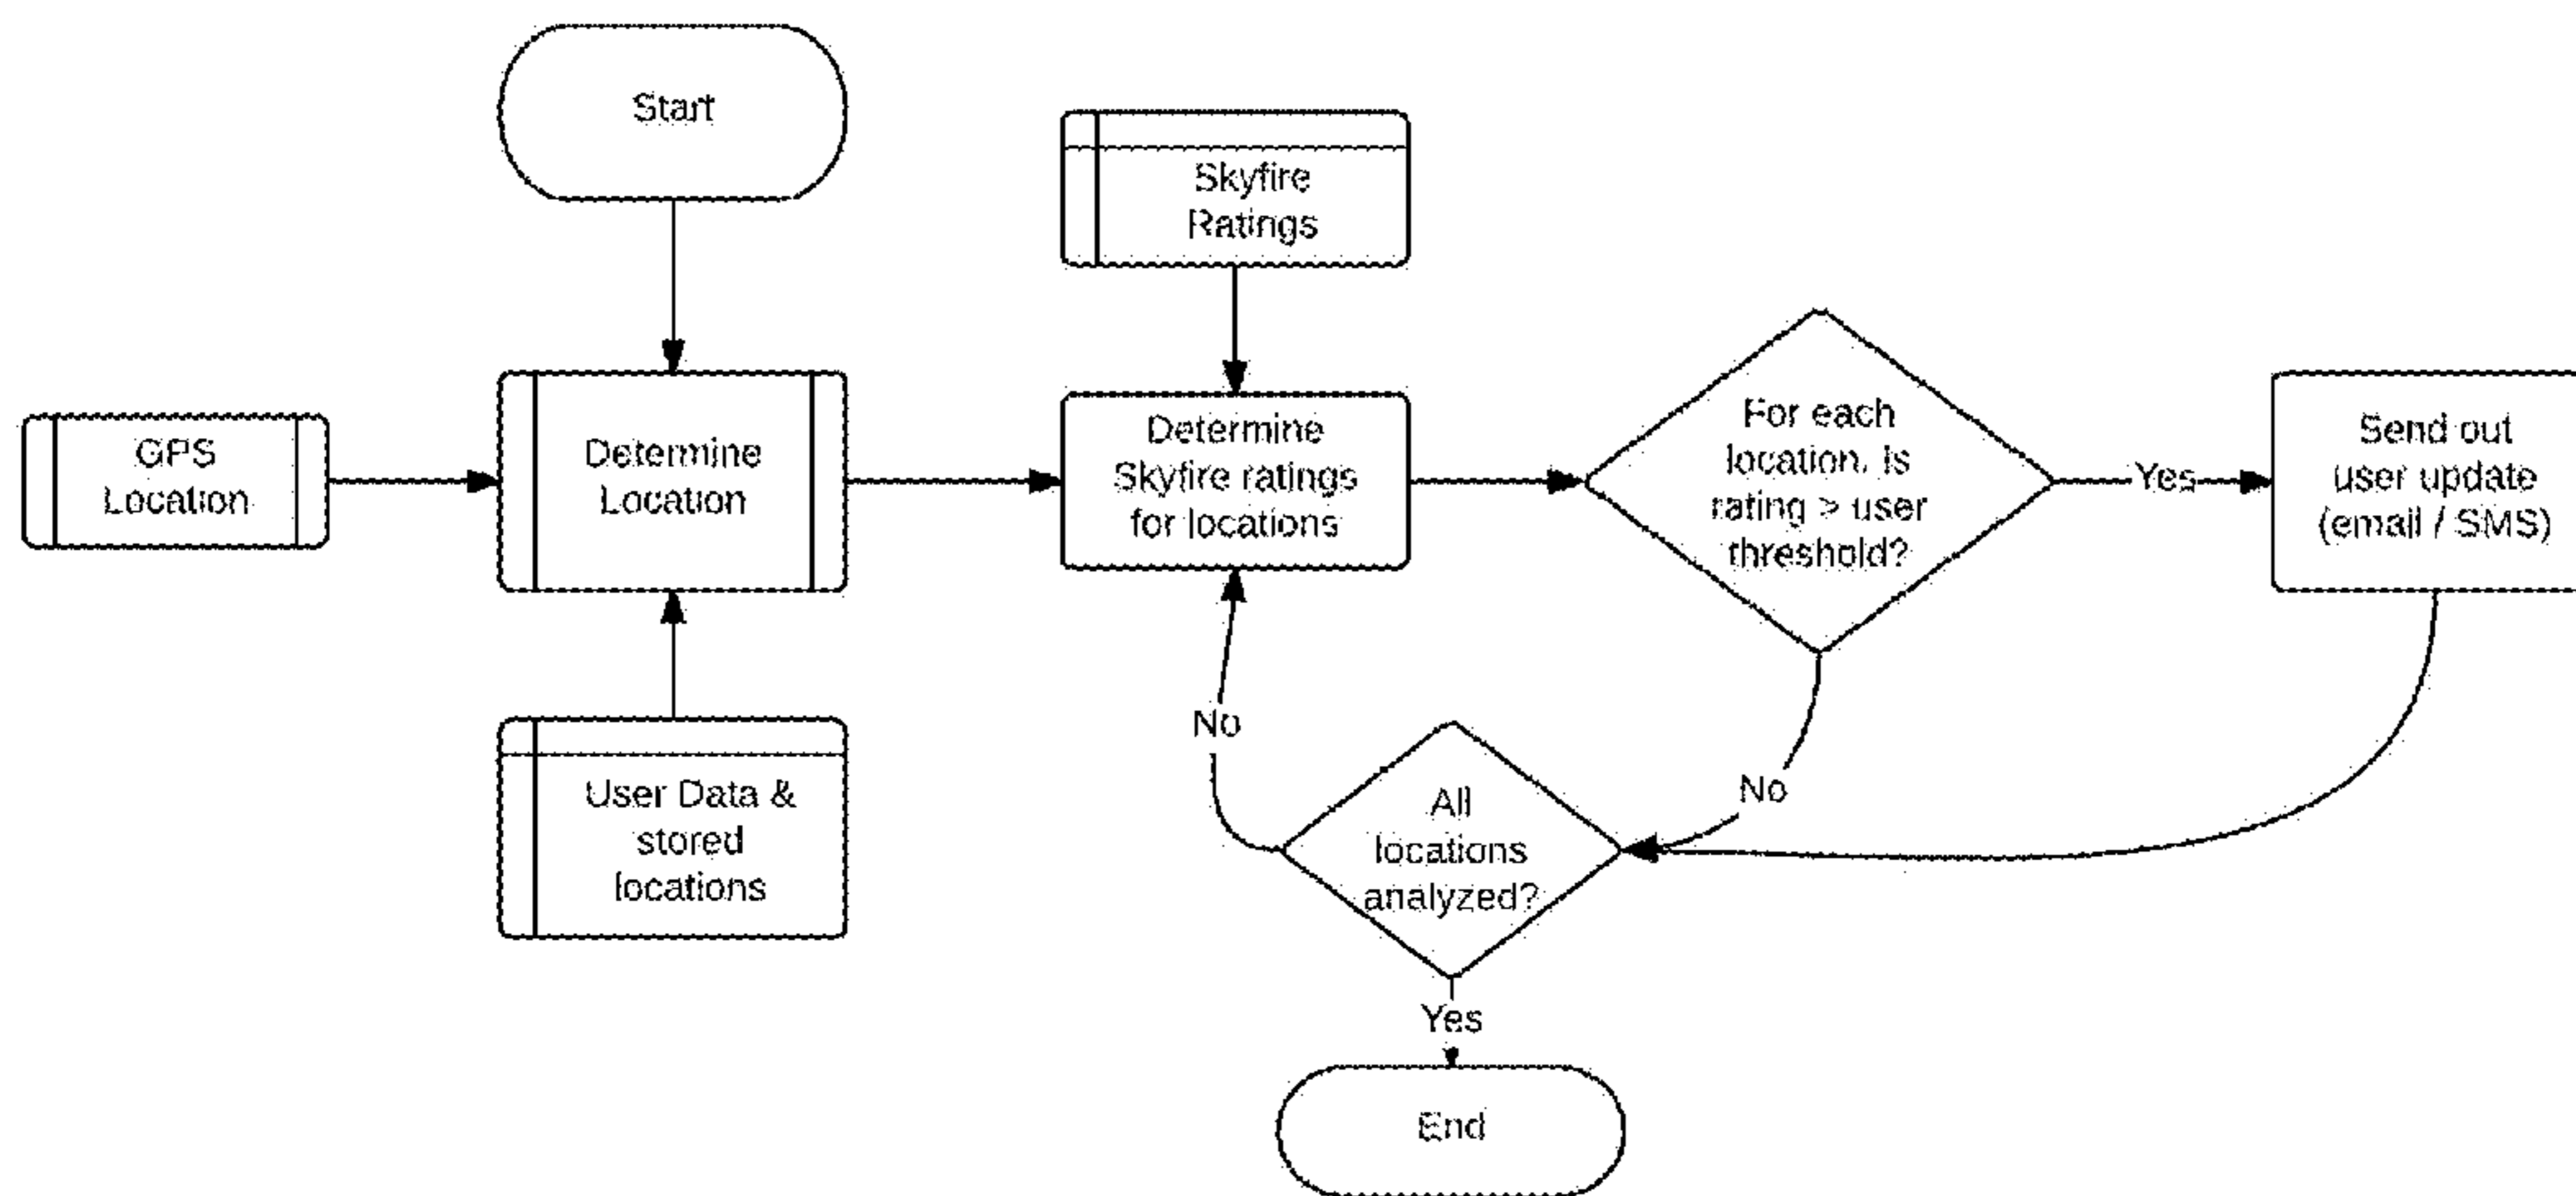 Start
Skyfire
Ratings
GPS
Location
Determine
Location
Determine
Skyfire ratings
for locations
For each
location, is
rating > user
threshold?
Yes
Send out
user update
(email / SMS)
No
No
User Data &
stored
locations
All
locations
analyzed?
Yes
End